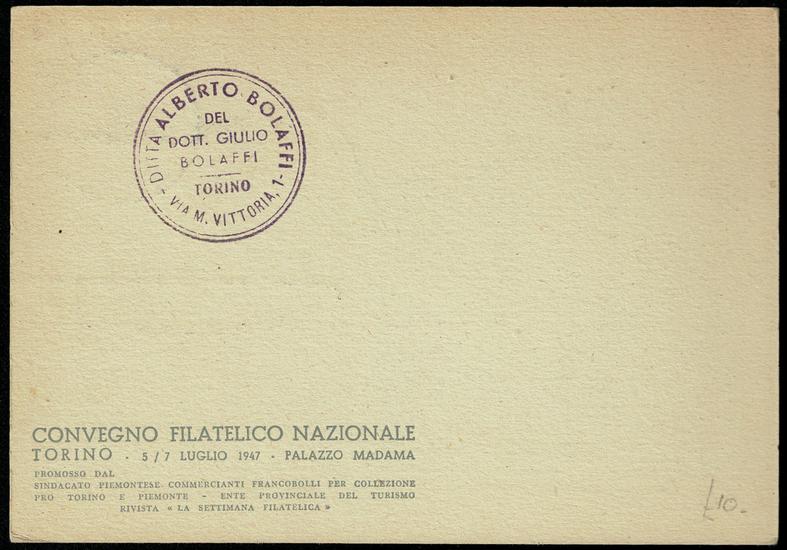 - DITTA ALBERTO BOLAFFI -
DEL
DOTT. GIULIO
BOLAFFI
TORINO
VIA M. VITTORIA, 1
CONVEGNO FILATELICO NAZIONALE
TORINO - 5/7 LUGLIO 1947 - PALAZZO MADAMA
PROMOSSO DAL
SINDACATO PIEMONTESE COMMERCIANTI FRANCOBOLLI PER COLLEZIONE
PRO TORINO E PIEMONTE - ENTE PROVINCIALE DEL TURISMO
RIVISTA « LA SETTIMANA FILATELICA »
£10.-